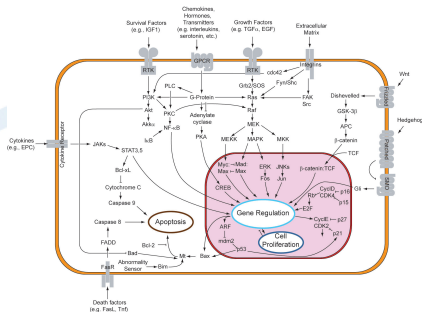 Survival Factors
(e.g., IGF1)
Chemokines,
Hormones,
Transmitters
(e.g. interleukins,
serotonin, etc.)
Growth Factors
(e.g. TGFα, EGF)
Extracellular
Matrix
RTK
GPCR
RTK
Integrins
cdc42
Wnt
PLC
Grb2/SOS
Fyn/Shc
PI3K
G-Protein
Ras
FAK
Src
Dishevelled
Frizzled
PKC
Raf
GSK-3β
Akt
Akkα
Adenylate
cyclase
MEK
APC
Hedgehog
NF-κB
IκB
PKA
MEKK
MAPK
MKK
β-catenin
TCF
Patched
Cytokines
(e.g., EPC)
Cytokine Receptor
JAKs
STAT3,5
Myc
Mad:
Max
Max
ERK
JNKs
Fos
Jun
β-catenin:TCF
Bcl-xL
CREB
Gli
SMO
Cytochrome C
CycID
p16
Rb
CDK4
p15
Caspase 9
Gene Regulation
E2F
Caspase 8
Apoptosis
ARF
CycIE
p27
CDK2
FADD
Bcl-2
mdm2
Cell
Proliferation
p21
p53
Bad
Mt
Bax
FasR
Abnormality
Sensor
Bim
Death factors
(e.g. FasL, Tnf)